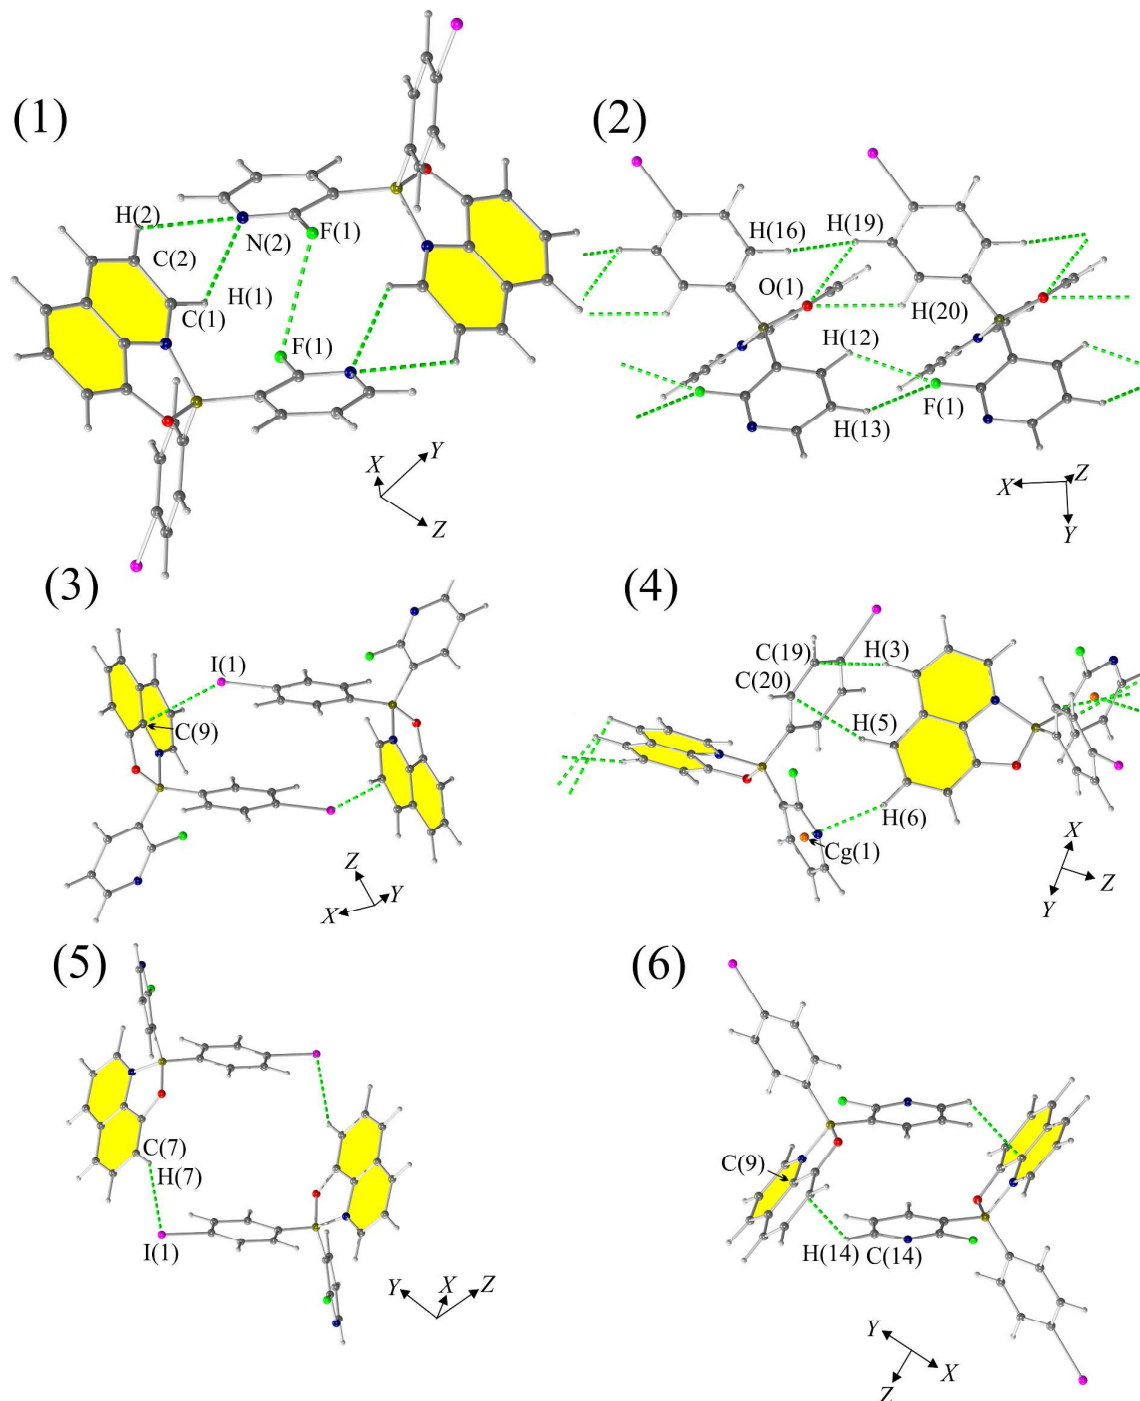 (1)
H(2)
N(2)
F(1)
C(2)
H(1)
C(1)
F(1)
X
Y
Z
(2)
H(16)
H(19)
O(1)
H(20)
H(12)
F(1)
H(13)
X
Z
Y
(3)
I(1)
C(9)
Z
Y
X
(4)
C(19)
H(3)
C(20)
H(5)
H(6)
Cg(1)
X
Z
Y
(5)
C(7)
H(7)
I(1)
Y
X
Z
(6)
C(9)
H(14)
C(14)
Y
X
Z